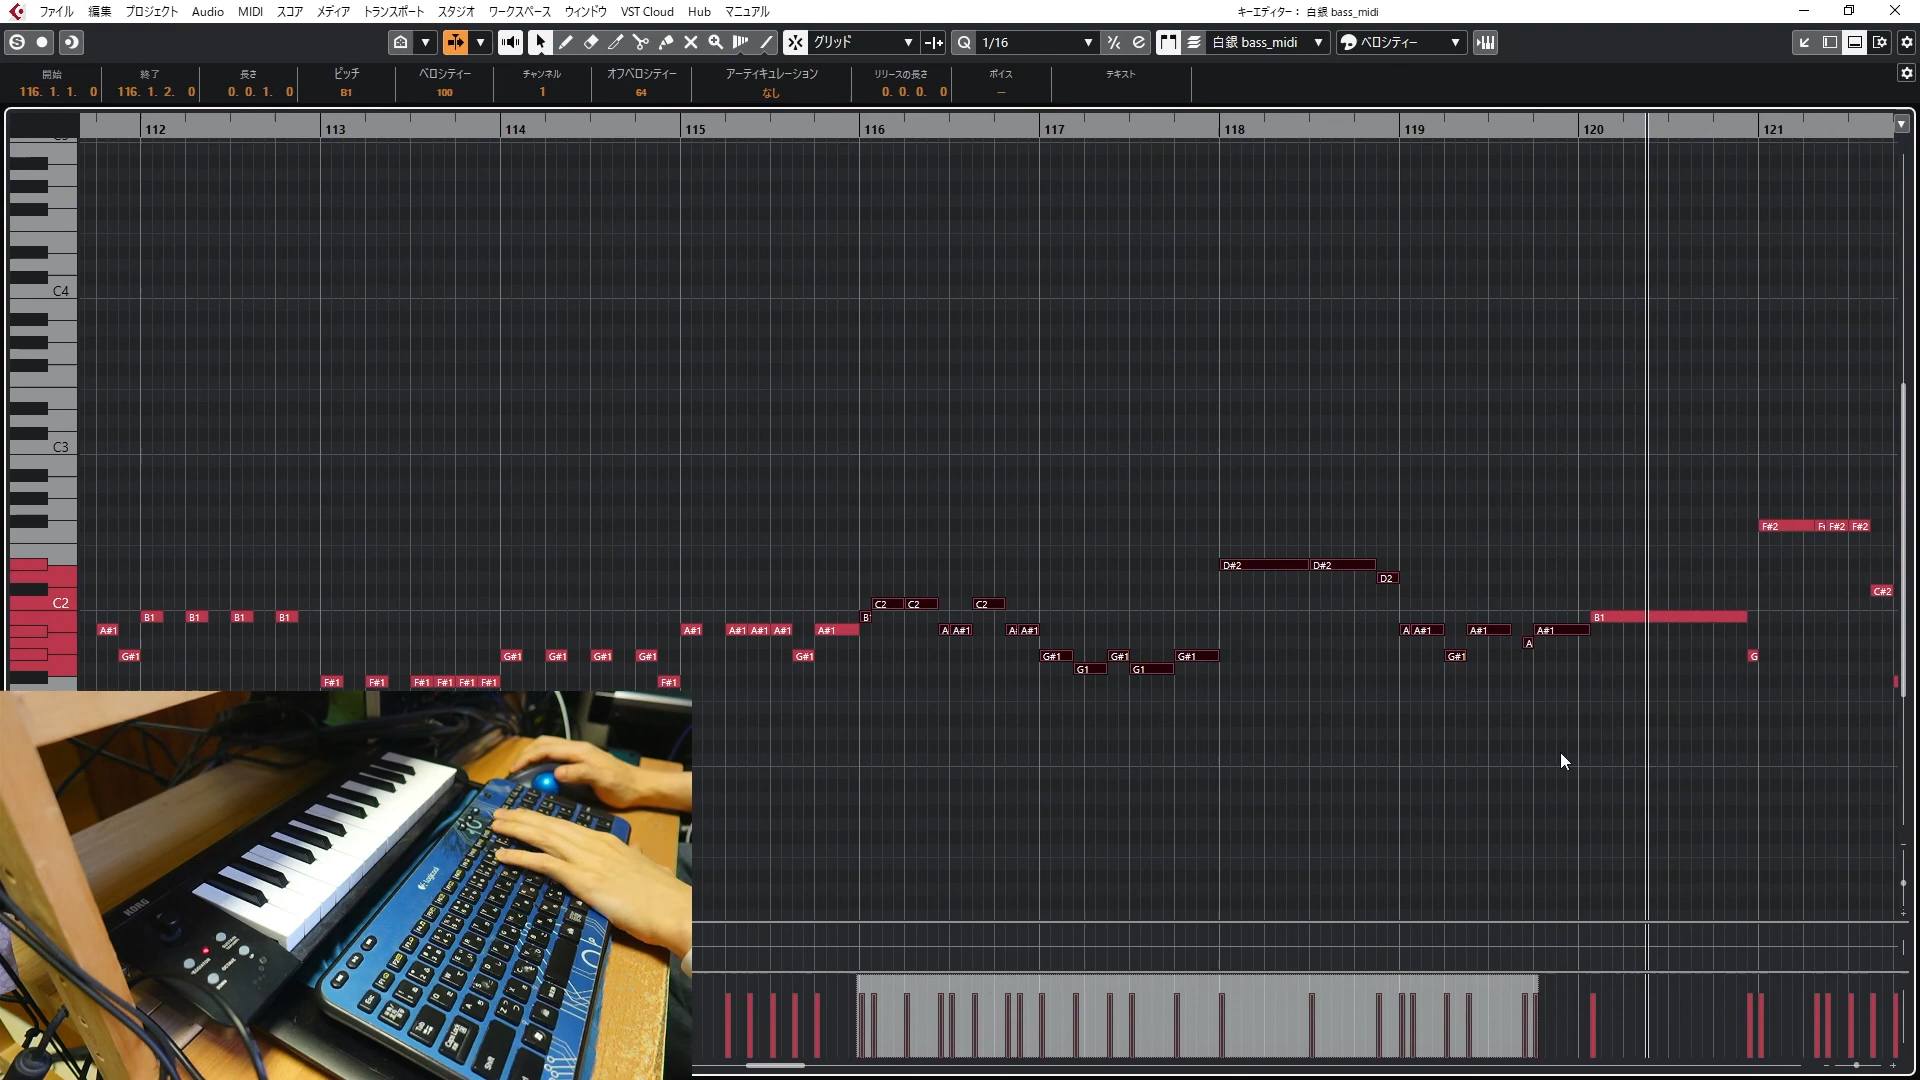 ファイル 編集 プロジェクト Audio MIDI スコア メディア トランスポート スタジオ ワークスペース ウィンドウ VST Cloud Hub マニュアル キーエディター： 白銀 bass_midi
グリッド 1/16 白銀 bass_midi ベロシティー
開始 終了 長さ ピッチ ベロシティー チャンネル オフベロシティー アーティキュレーション リリースの長さ ボイス テキスト
116. 1. 1. 0 116. 1. 2. 0 0. 0. 1. 0 B1 100 1 64 なし 0. 0. 0. 0 —
112 113 114 115 116 117 118 119 120 121
C4
C3
F#2 F# F#2 F#2
D#2 D#2
D2
C#2
C2 C2 C2 C2
B1 B1 B1 B1 B B1
A#1 A#1 A#1 A#1 A#1 A#1 A A#1 A A#1 A A#1 A#1 A#1
A
G#1 G#1 G#1 G#1 G#1 G#1 G#1 G#1 G#1 G#1 G
G1 G1
F#1 F#1 F#1 F#1 F#1 F#1 F#1
KORG
Logicool